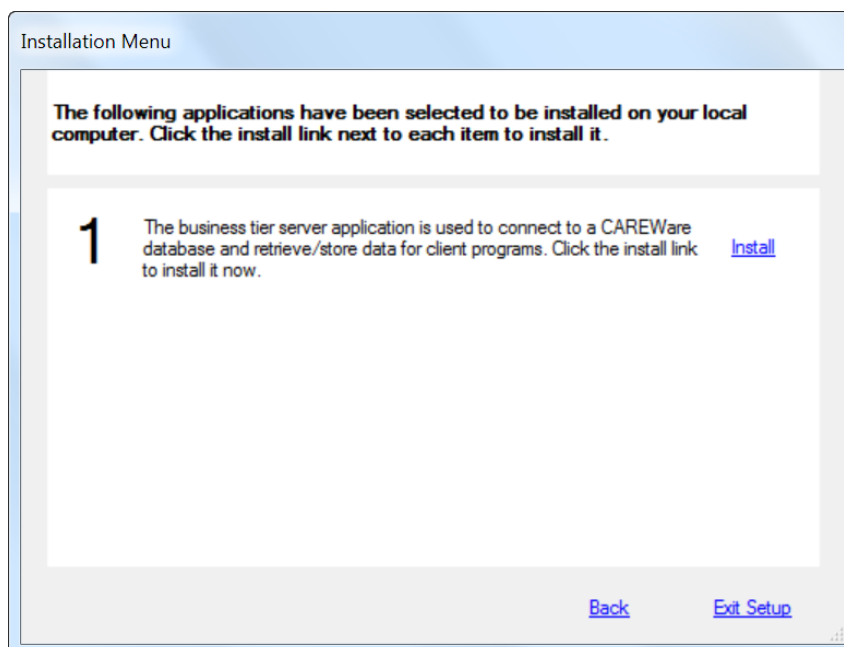 Installation Menu
The following applications have been selected to be installed on your local
computer. Click the install link next to each item to install it.
1
The business tier server application is used to connect to a CAREWare
database and retrieve/store data for client programs. Click the install link
to install it now.
Install
Back
Exit Setup